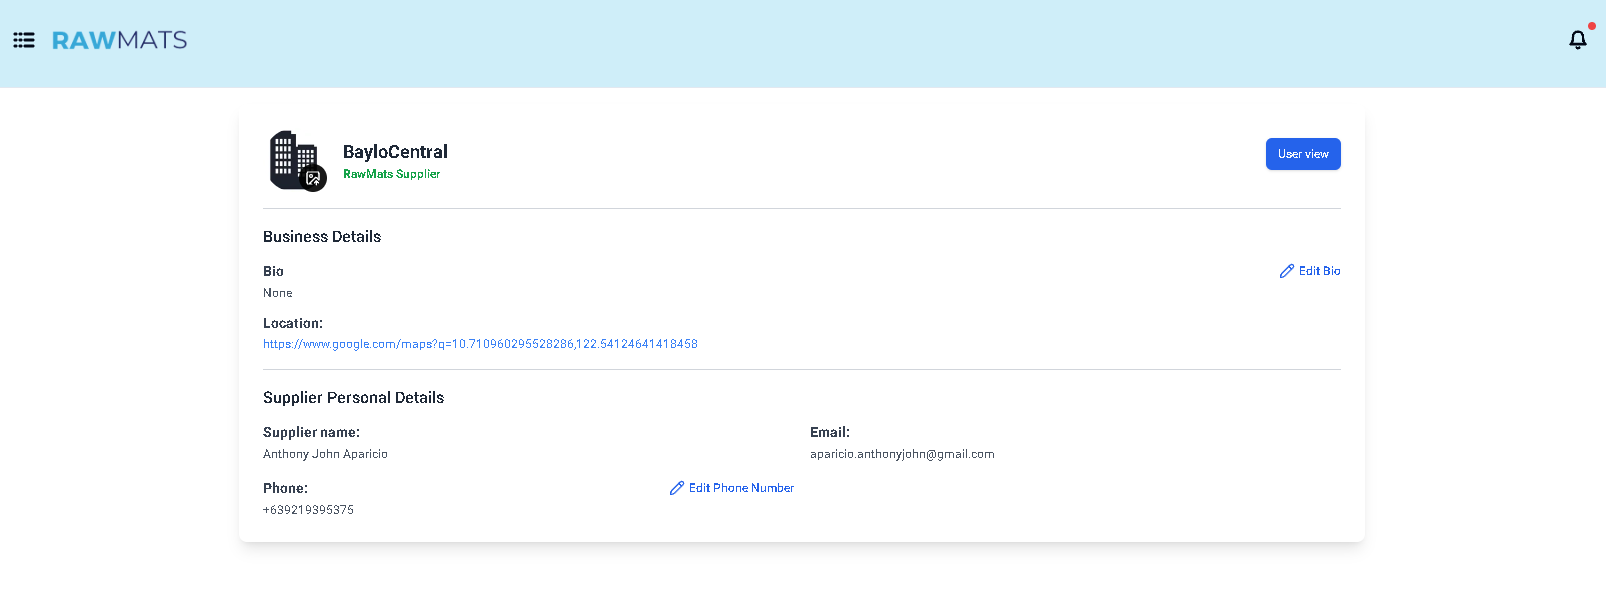 RAWMATS
BayloCentral
RawMats Supplier
User view
Business Details
Bio
Edit Bio
None
Location:
https://www.google.com/maps?q=10.710960295528286,122.54124641418458
Supplier Personal Details
Supplier name:
Email:
Anthony John Aparicio
aparicio.anthonyjohn@gmail.com
Phone:
Edit Phone Number
+639219395375